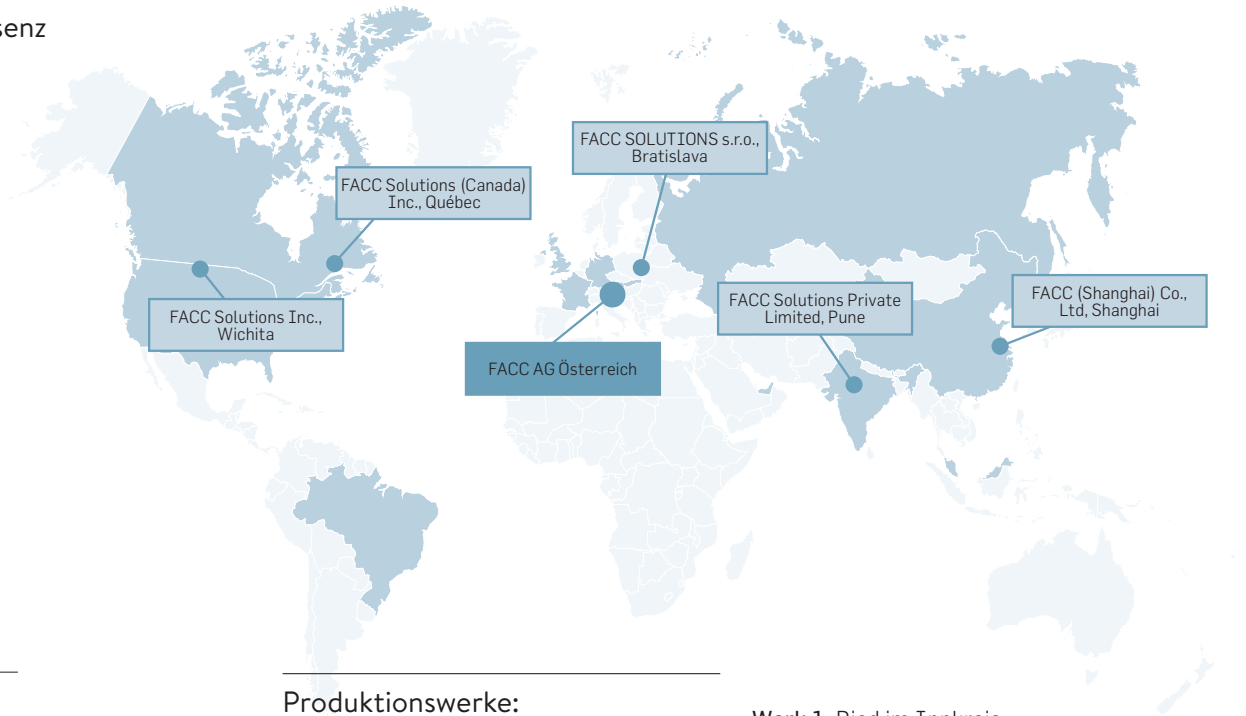 FACC SOLUTIONS s.r.o.,
Bratislava
FACC Solutions (Canada)
Inc., Québec
FACC Solutions Inc.,
Wichita
FACC AG Österreich
FACC Solutions Private
Limited, Pune
FACC (Shanghai) Co.,
Ltd, Shanghai
Produktionswerke: